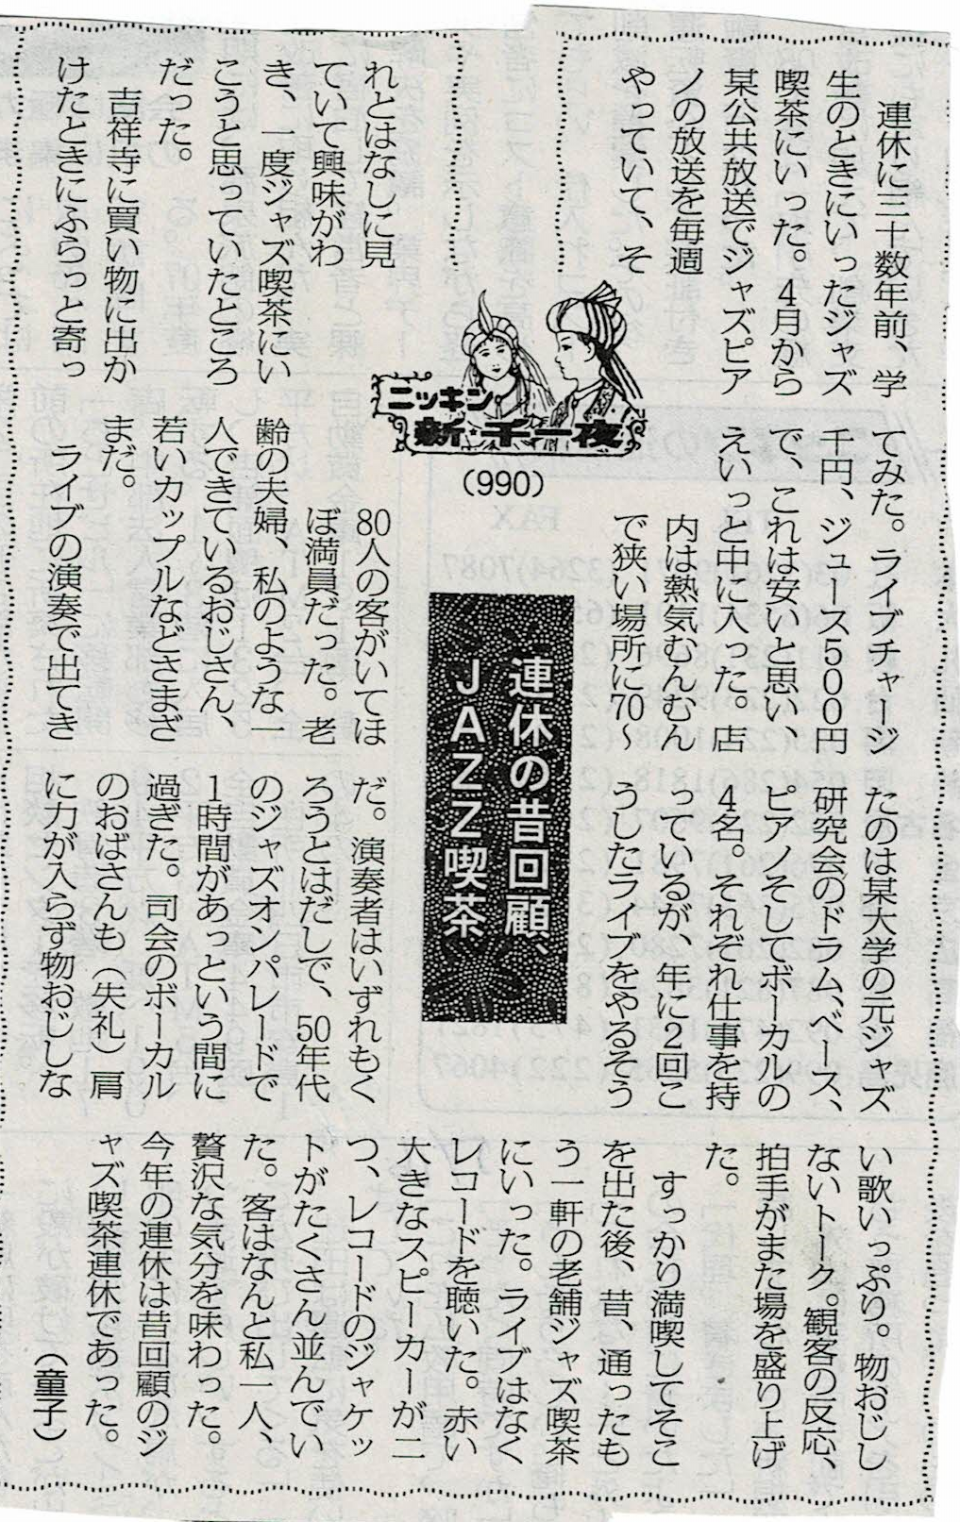 連休に三十数年前、学
生のときにいったジャズ
喫茶にいった。4月から
某公共放送でジャズピア
ノの放送を毎週
やっていて、そ
れとはなしに見
ていて興味がわ
き、一度ジャズ喫茶にい
こうと思っていたところ
だった。
吉祥寺に買い物に出か
けたときにふらっと寄っ
ニッキン
新・千一夜
(990)
連休の昔回顧、
JAZZ喫茶
てみた。ライブチャージ
千円、ジュース500円
で、これは安いと思い、
えいっと中に入った。店
内は熱気むんむん
で狭い場所に70〜
80人の客がいてほ
ぼ満員だった。老
齢の夫婦、私のような一
人できているおじさん、
若いカップルなどさまざ
まだ。
ライブの演奏で出てき
たのは某大学の元ジャズ
研究会のドラム、ベース、
ピアノそしてボーカルの
4名。それぞれ仕事を持
っているが、年に2回こ
うしたライブをやるそう
だ。演奏者はいずれもく
ろうとはだしで、50年代
のジャズオンパレードで
1時間があっという間に
過ぎた。司会のボーカル
のおばさんも（失礼）肩
に力が入らず物おじしな
い歌いっぷり。物おじし
ないトーク。観客の反応、
拍手がまた場を盛り上げ
た。
すっかり満喫してそこ
を出た後、昔、通ったも
う一軒の老舗ジャズ喫茶
にいった。ライブはなく
レコードを聴いた。赤い
大きなスピーカーが二
つ、レコードのジャケッ
トがたくさん並んでい
た。客はなんと私一人、
贅沢な気分を味わった。
今年の連休は昔回顧のジ
ャズ喫茶連休であった。
（童子）